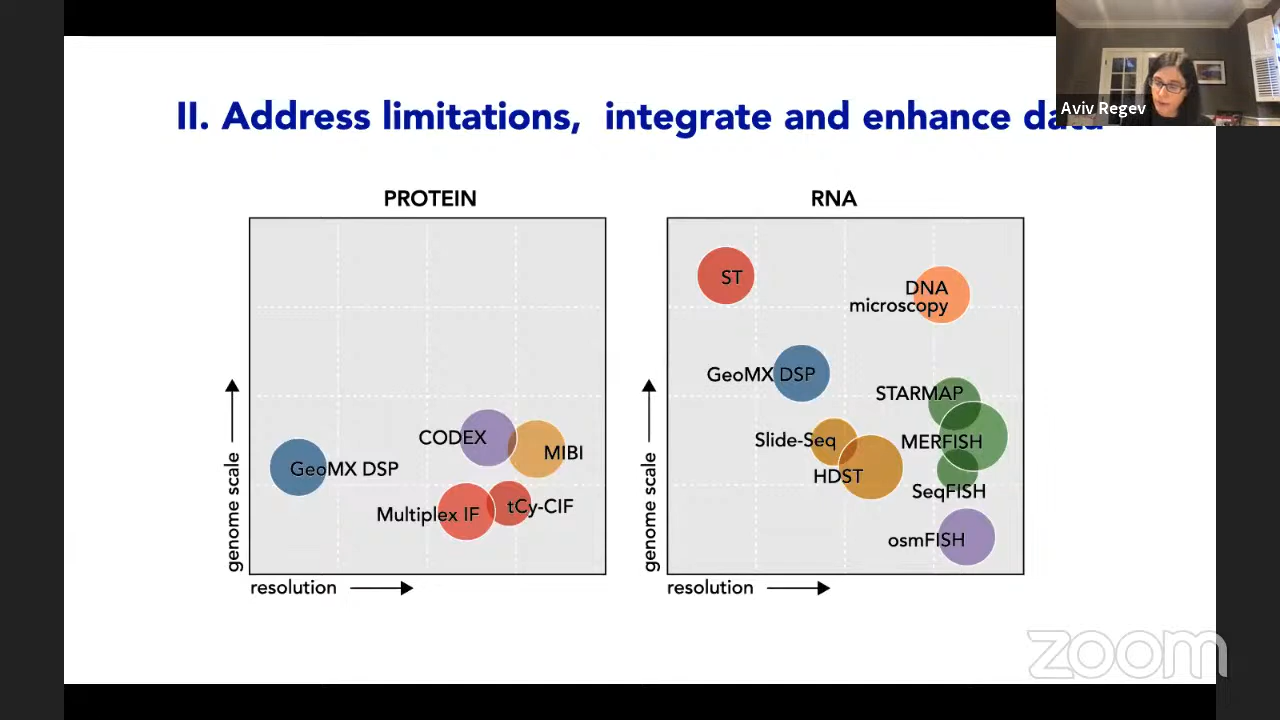 Aviv Regev
II. Address limitations, integrate and enhance data
PROTEIN
genome scale
CODEX
MIBI
GeoMX DSP
Multiplex IF
tCy-CIF
resolution
RNA
genome scale
ST
DNA
microscopy
GeoMX DSP
STARMAP
Slide-Seq
MERFISH
HDST
SeqFISH
osmFISH
resolution
zoom